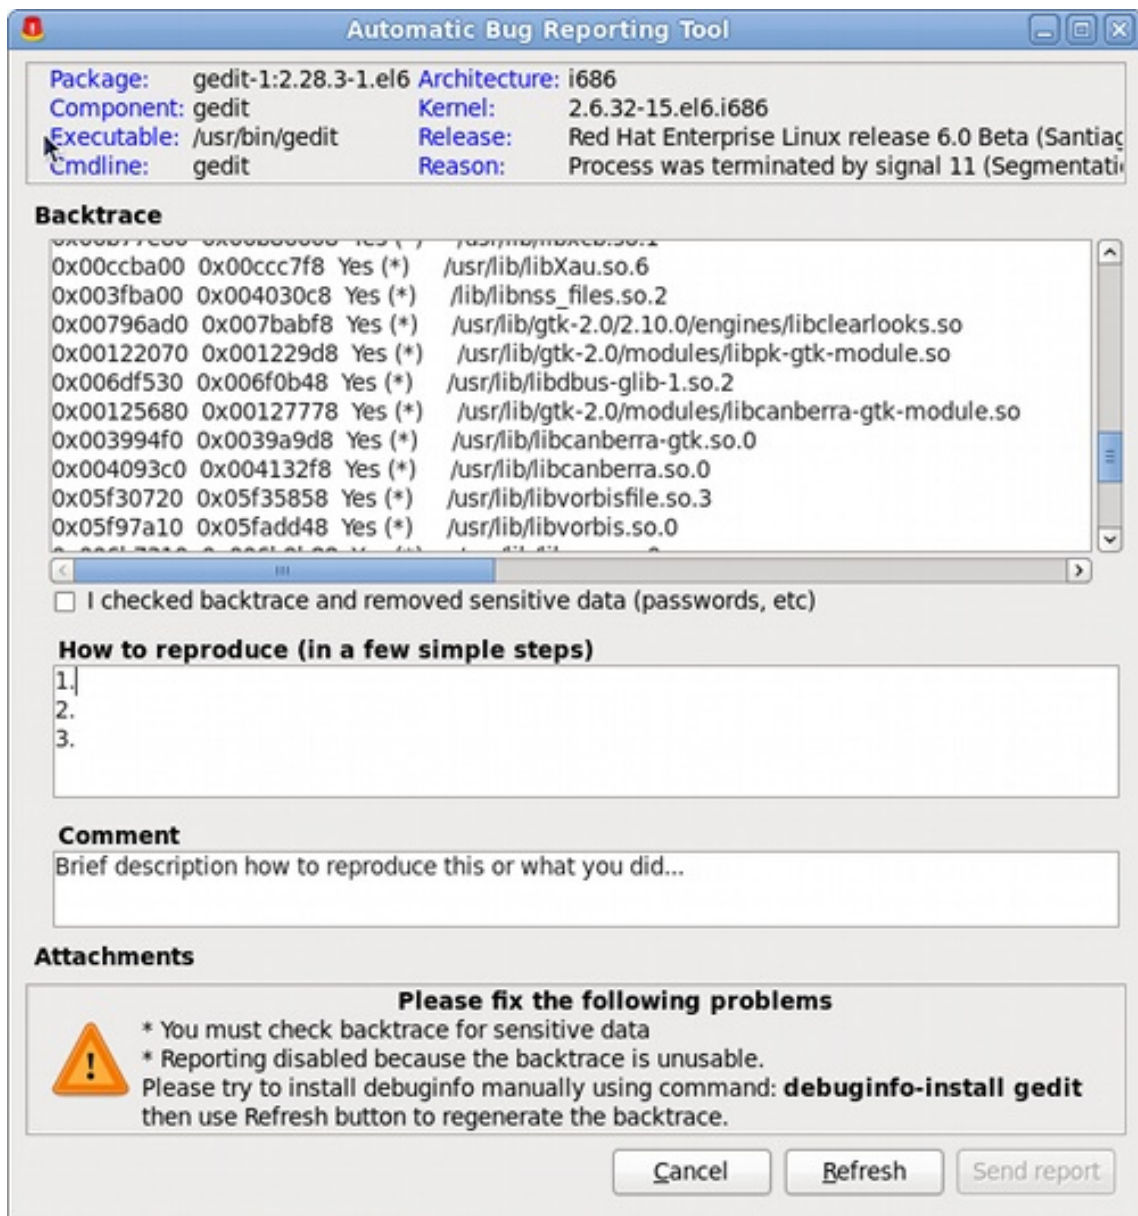 Automatic Bug Reporting Tool
Package: gedit-1:2.28.3-1.el6 Architecture: i686
Component: gedit Kernel: 2.6.32-15.el6.i686
Executable: /usr/bin/gedit Release: Red Hat Enterprise Linux release 6.0 Beta (Santiag
Cmdline: gedit Reason: Process was terminated by signal 11 (Segmentati
Backtrace
0x00ccba00 0x00ccc7f8 Yes (*) /usr/lib/libXau.so.6
0x003fba00 0x004030c8 Yes (*) /lib/libnss_files.so.2
0x00796ad0 0x007babf8 Yes (*) /usr/lib/gtk-2.0/2.10.0/engines/libclearlooks.so
0x00122070 0x001229d8 Yes (*) /usr/lib/gtk-2.0/modules/libpk-gtk-module.so
0x006df530 0x006f0b48 Yes (*) /usr/lib/libdbus-glib-1.so.2
0x00125680 0x00127778 Yes (*) /usr/lib/gtk-2.0/modules/libcanberra-gtk-module.so
0x003994f0 0x0039a9d8 Yes (*) /usr/lib/libcanberra-gtk.so.0
0x004093c0 0x004132f8 Yes (*) /usr/lib/libcanberra.so.0
0x05f30720 0x05f35858 Yes (*) /usr/lib/libvorbisfile.so.3
0x05f97a10 0x05fadd48 Yes (*) /usr/lib/libvorbis.so.0
I checked backtrace and removed sensitive data (passwords, etc)
How to reproduce (in a few simple steps)
1.
2.
3.
Comment
Brief description how to reproduce this or what you did...
Attachments
Please fix the following problems
* You must check backtrace for sensitive data
* Reporting disabled because the backtrace is unusable.
Please try to install debuginfo manually using command: debuginfo-install gedit
then use Refresh button to regenerate the backtrace.
Cancel Refresh Send report